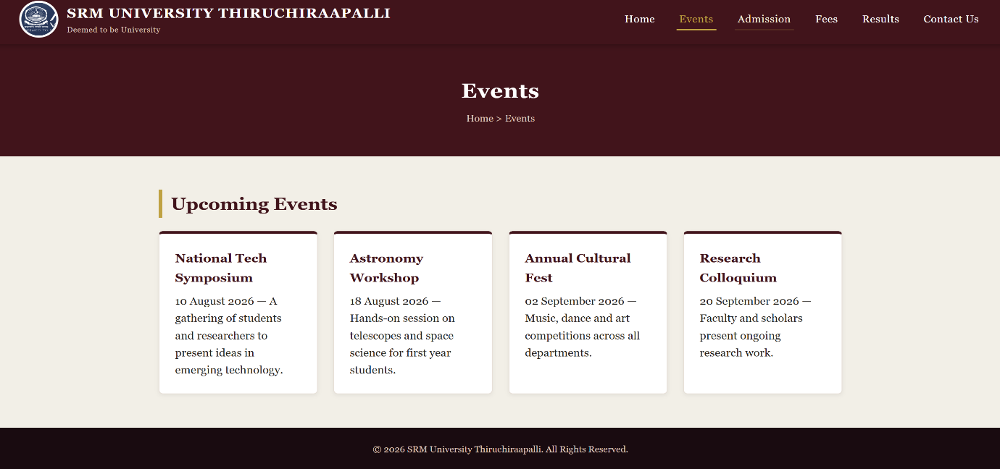 SRM UNIVERSITY THIRUCHIRAAPALLI
Deemed to be University
Home Events Admission Fees Results Contact Us
Events
Home > Events
Upcoming Events
National Tech
Symposium
10 August 2026 — A
gathering of students
and researchers to
present ideas in
emerging technology.
Astronomy
Workshop
18 August 2026 —
Hands-on session on
telescopes and space
science for first year
students.
Annual Cultural
Fest
02 September 2026 —
Music, dance and art
competitions across all
departments.
Research
Colloquium
20 September 2026 —
Faculty and scholars
present ongoing
research work.
© 2026 SRM University Thiruchiraapalli. All Rights Reserved.